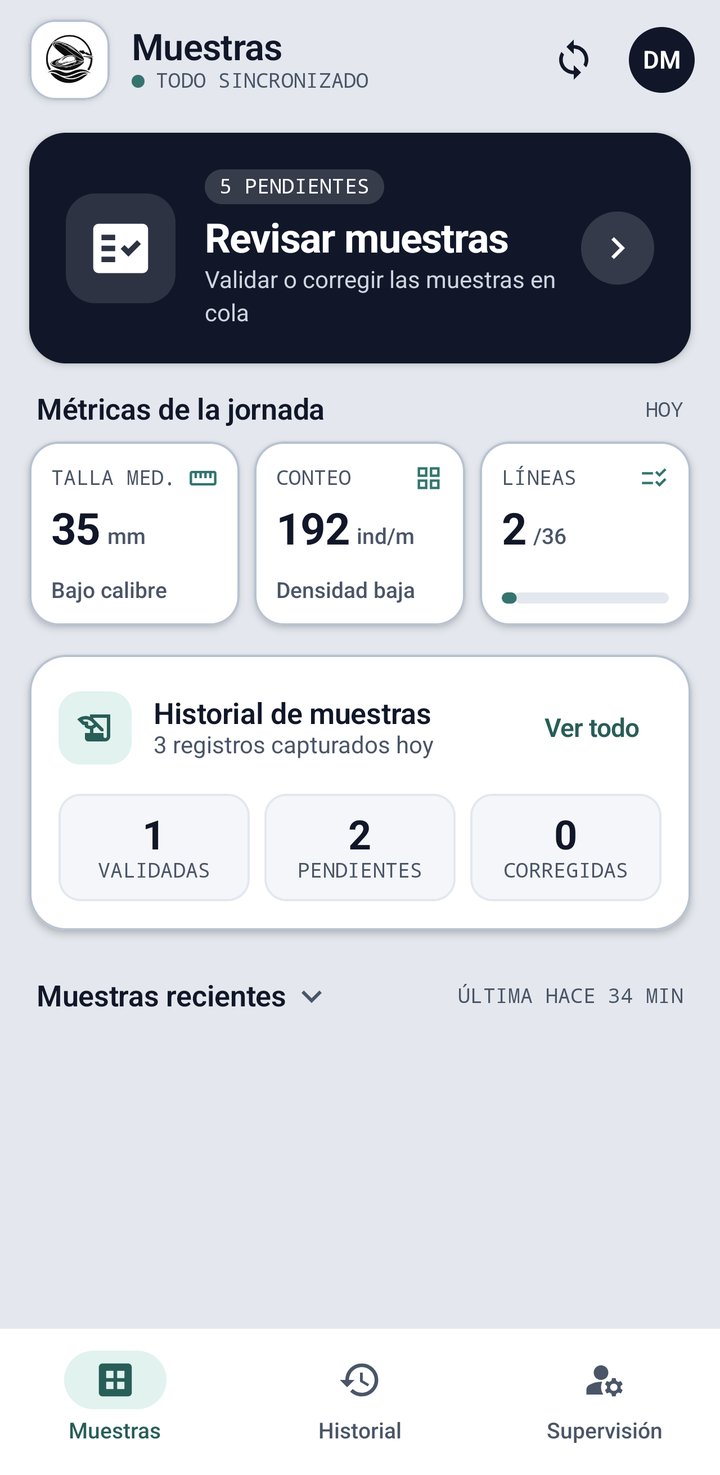 Muestras
TODO SINCRONIZADO
DM
5 PENDIENTES
Revisar muestras
Validar o corregir las muestras en
cola
Métricas de la jornada
HOY
TALLA MED.
35 mm
Bajo calibre
CONTEO
192 ind/m
Densidad baja
LÍNEAS
2 /36
Historial de muestras
3 registros capturados hoy
Ver todo
1
VALIDADAS
2
PENDIENTES
0
CORREGIDAS
Muestras recientes
ÚLTIMA HACE 34 MIN
Muestras
Historial
Supervisión